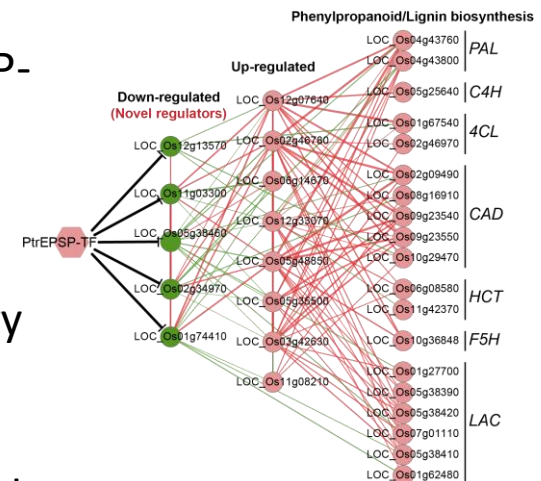 Phenylpropanoid/Lignin biosynthesis
P-
Up-regulated
Down-regulated
(Novel regulators)
PtrEPSP-TF
y
LOC_Os12g13570
LOC_Os11g03300
LOC_Os05g38460
LOC_Os02g34970
LOC_Os01g74410
LOC_Os12g07640
LOC_Os02g46780
LOC_Os06g14670
LOC_Os12g33070
LOC_Os05g48850
LOC_Os05g35500
LOC_Os03g42630
LOC_Os11g08210
LOC_Os04g43760
LOC_Os04g43800
PAL
LOC_Os05g25640
C4H
LOC_Os01g67540
LOC_Os02g46970
4CL
LOC_Os02g09490
LOC_Os08g16910
LOC_Os09g23540
LOC_Os09g23550
LOC_Os10g29470
CAD
LOC_Os06g08580
LOC_Os11g42370
HCT
LOC_Os10g36848
F5H
LOC_Os01g27700
LOC_Os05g38390
LOC_Os05g38420
LOC_Os07g01110
LOC_Os05g38410
LOC_Os01g62480
LAC